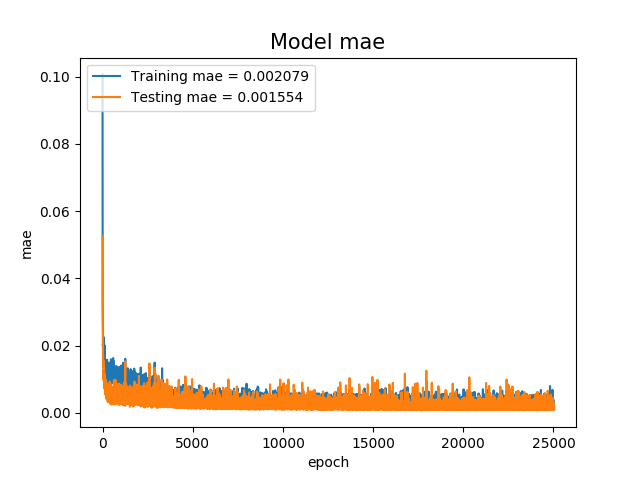 Model mae
Training mae = 0.002079
Testing mae = 0.001554
mae
0.10
0.08
0.06
0.04
0.02
0.00
0 5000 10000 15000 20000 25000
epoch